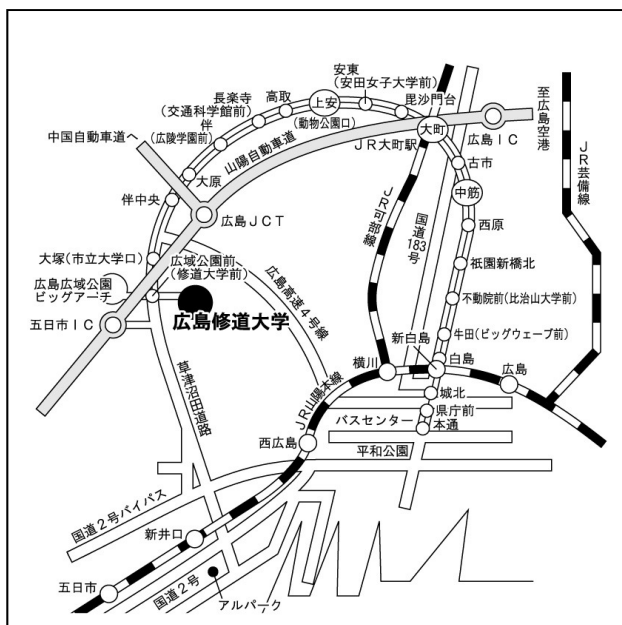 安東
(安田女子大学前)
毘沙門台
上安
(動物公園口)
高取
長楽寺
(交通科学館前)
伴
(広陵学園前)
中国自動車道へ
大原
伴中央
山陽自動車道
大町
JR大町駅
広島IC
至広島空港
JR芸備線
古市
中筋
西原
国道183号
JR可部線
祇園新橋北
不動院前(比治山大学前)
牛田(ビッグウェーブ前)
新白島
白島
広島JCT
大塚(市立大学口)
広域公園前
(修道大学前)
広島広域公園
ビッグアーチ
広島修道大学
五日市IC
広島高速4号線
草津沼田道路
横川
広島
城北
県庁前
本通
バスセンター
平和公園
JR山陽本線
西広島
国道2号バイパス
新井口
五日市
国道2号
アルパーク